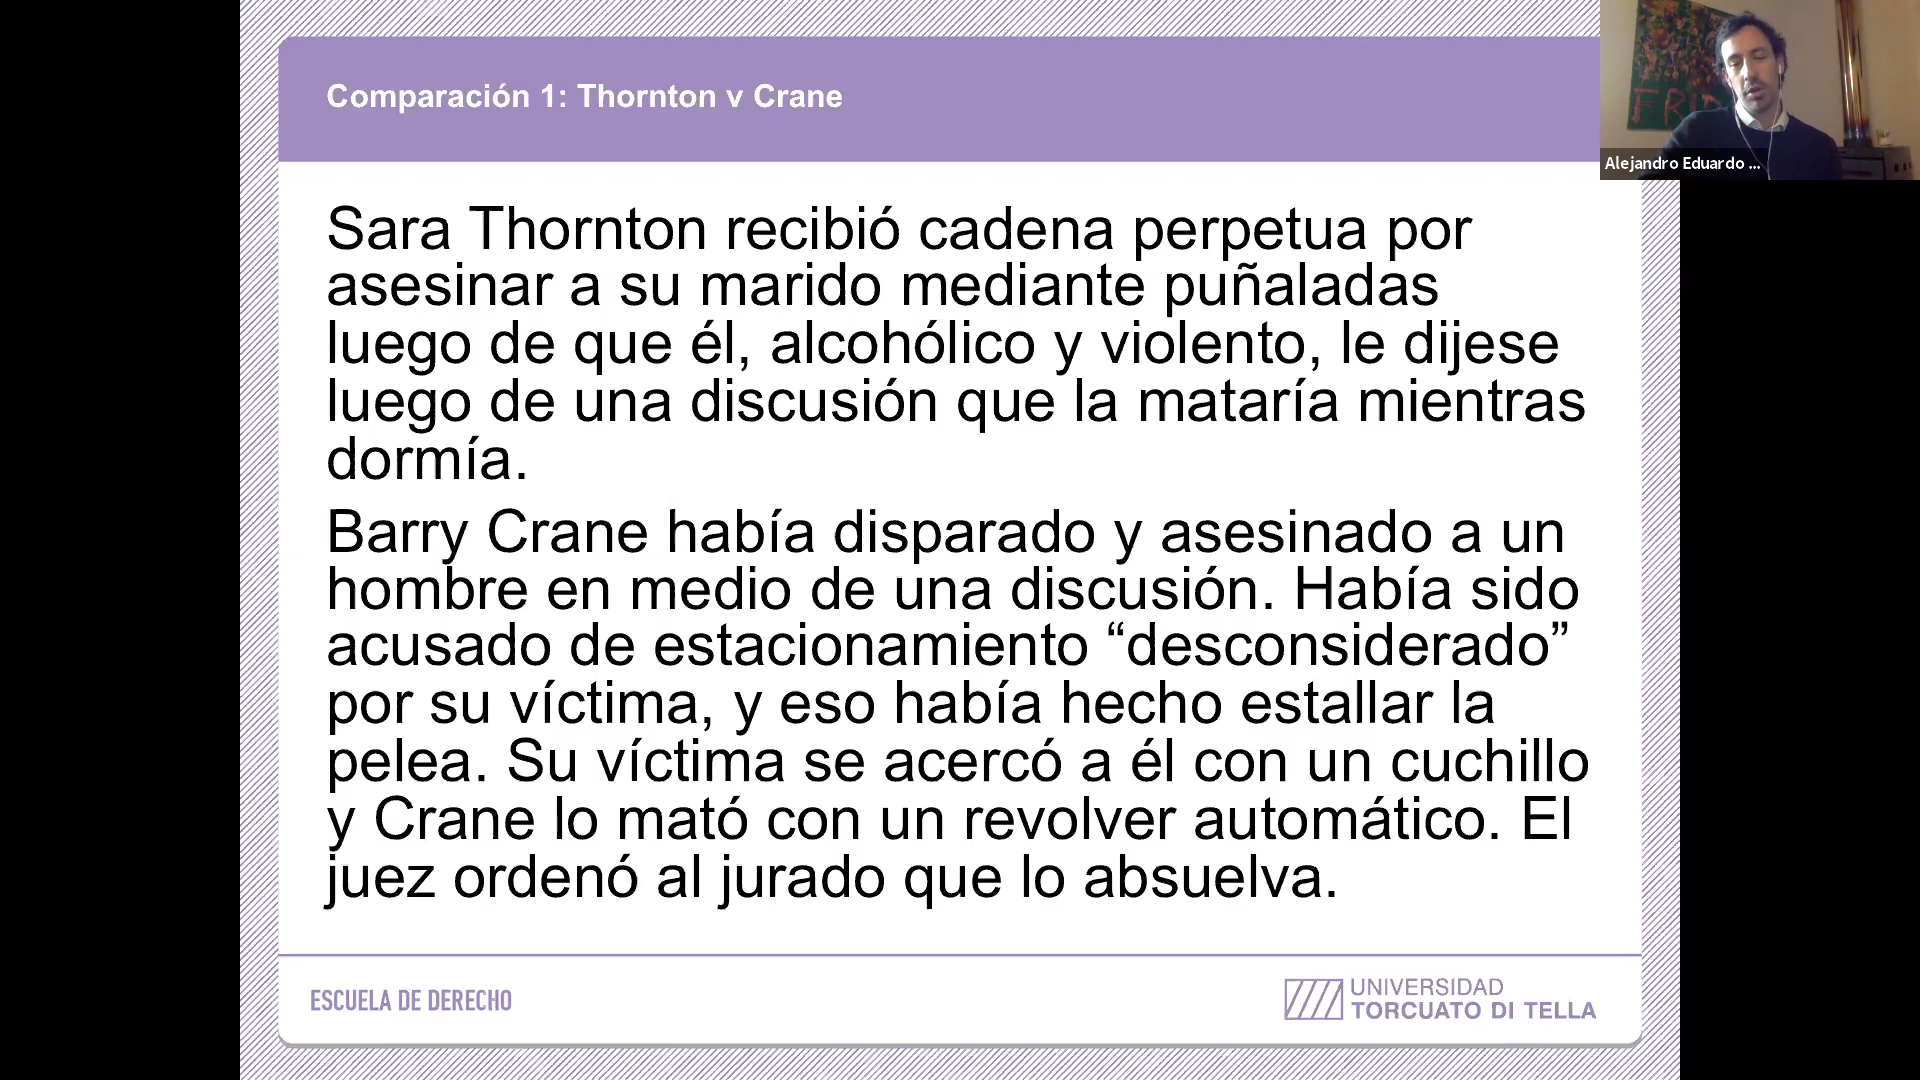 Comparación 1: Thornton v Crane
Alejandro Eduardo ...
Sara Thornton recibió cadena perpetua por
asesinar a su marido mediante puñaladas
luego de que él, alcohólico y violento, le dijese
luego de una discusión que la mataría mientras
dormía.
Barry Crane había disparado y asesinado a un
hombre en medio de una discusión. Había sido
acusado de estacionamiento “desconsiderado”
por su víctima, y eso había hecho estallar la
pelea. Su víctima se acercó a él con un cuchillo
y Crane lo mató con un revolver automático. El
juez ordenó al jurado que lo absuelva.
ESCUELA DE DERECHO
UNIVERSIDAD
TORCUATO DI TELLA